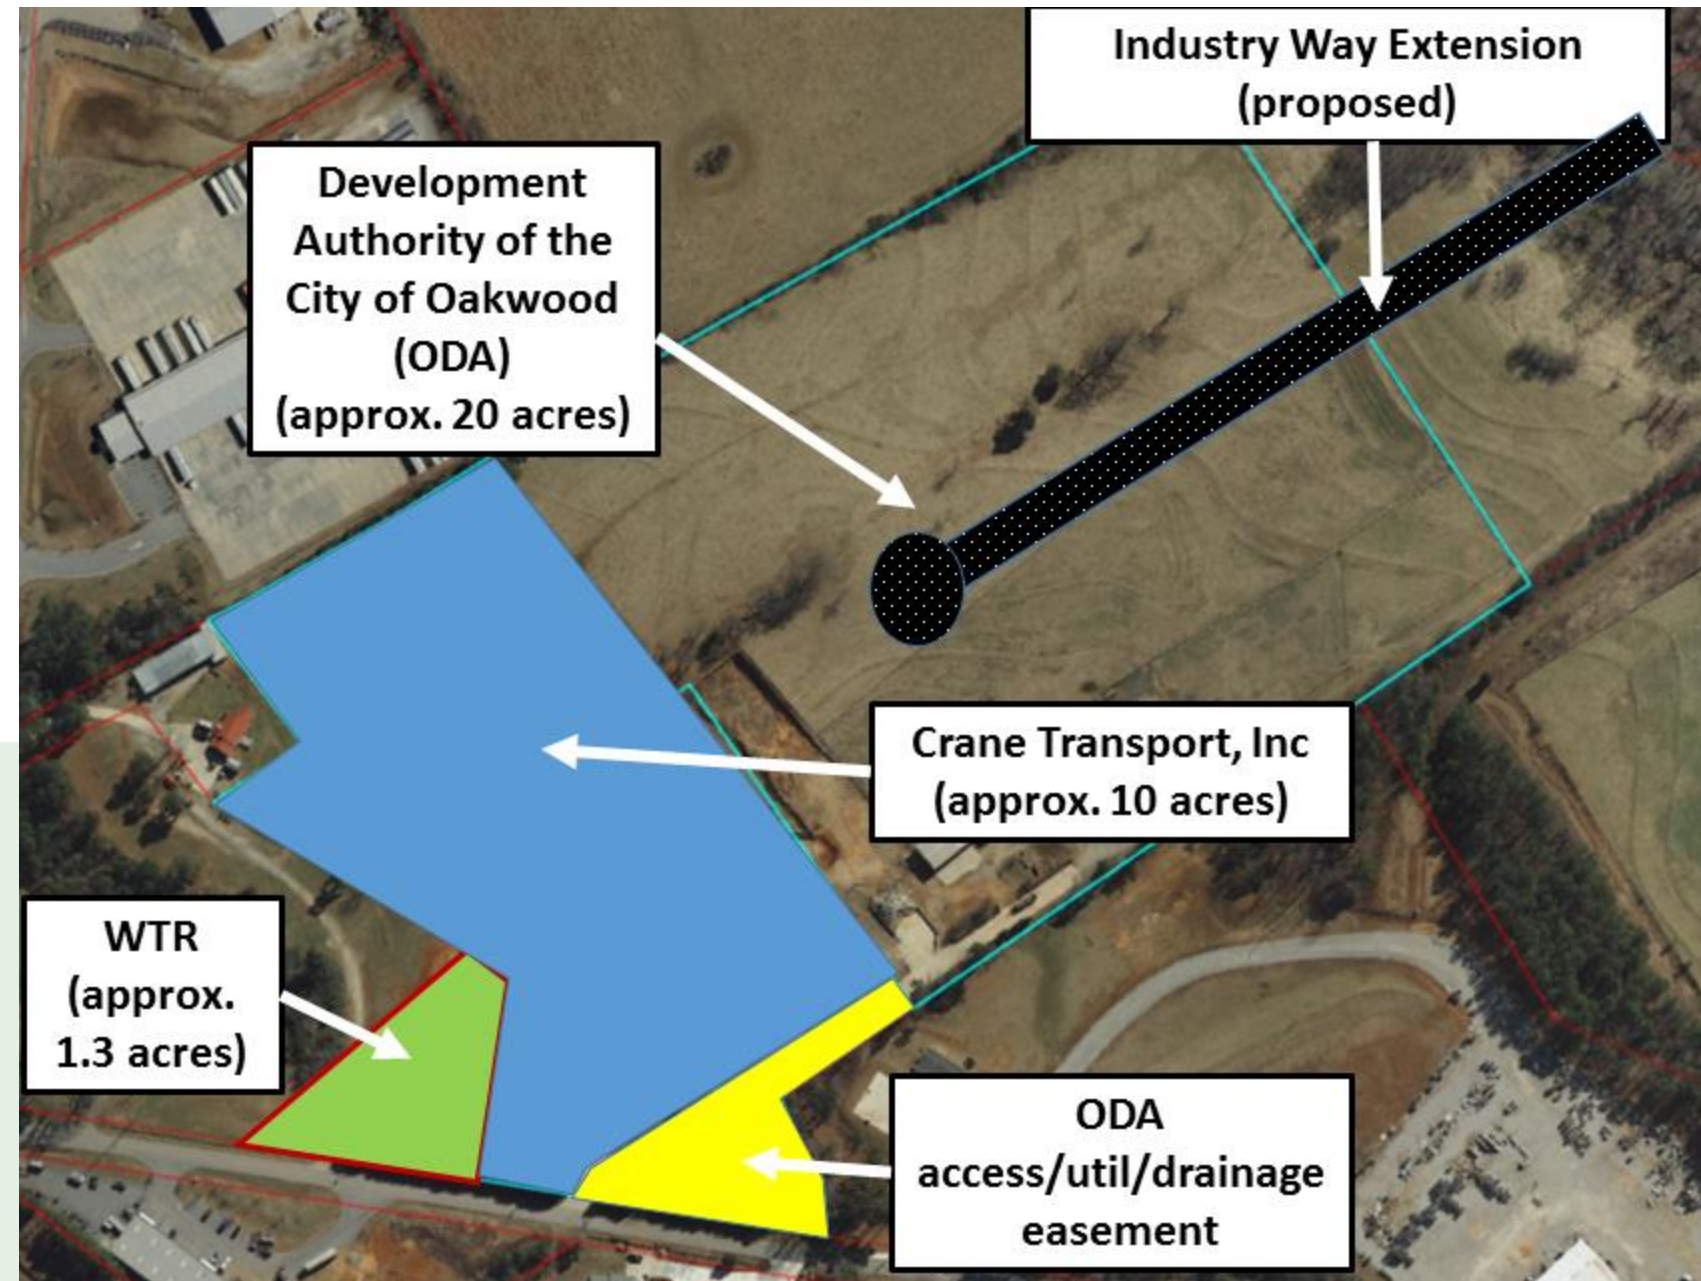 Industry Way Extension
(proposed)
Development
Authority of the
City of Oakwood
(ODA)
(approx. 20 acres)
Crane Transport, Inc
(approx. 10 acres)
WTR
(approx.
1.3 acres)
ODA
access/util/drainage
easement